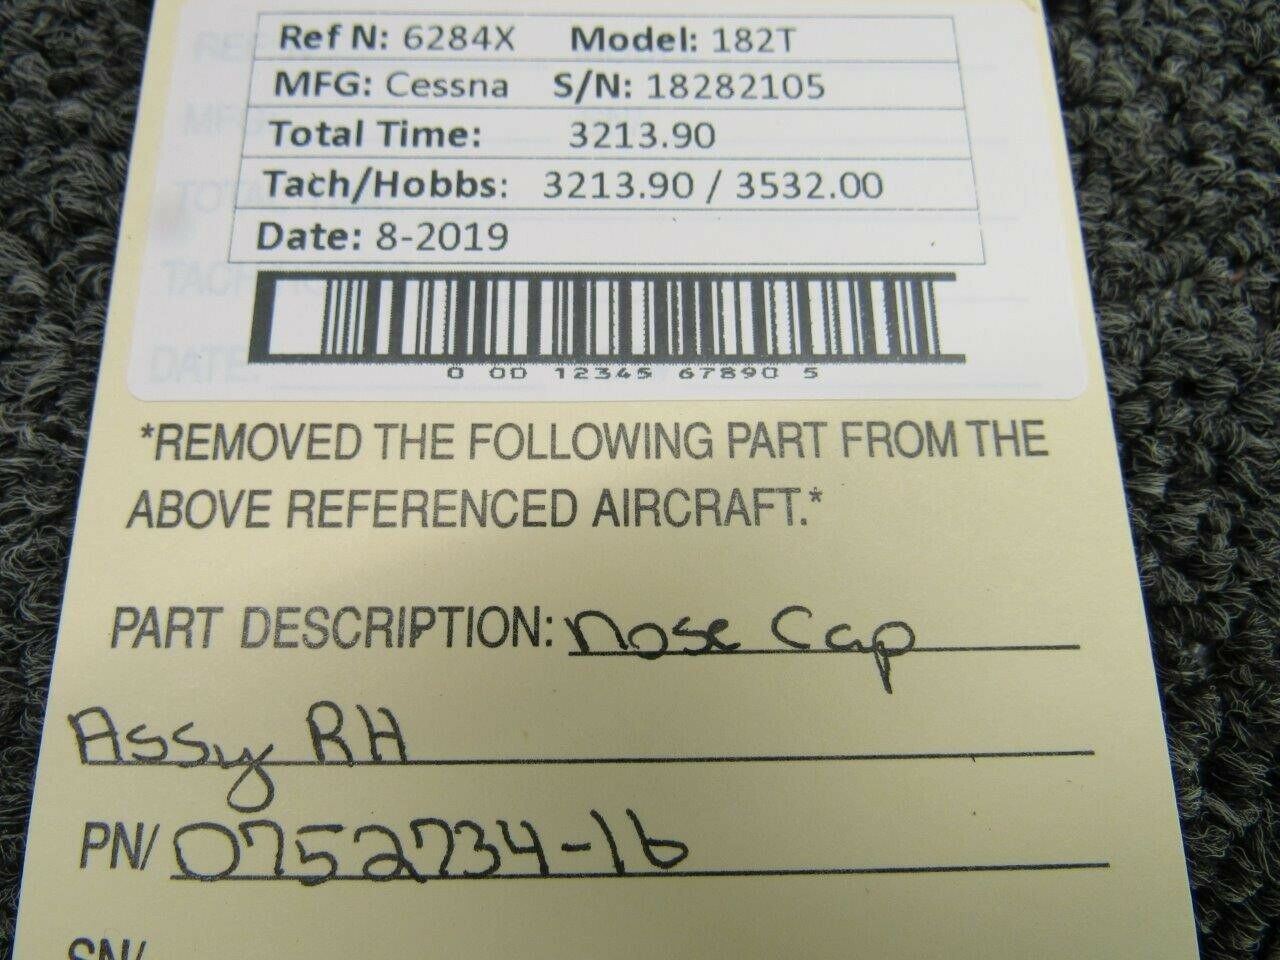 Ref N: 6284X Model: 182T
MFG: Cessna S/N: 18282105
Total Time: 3213.90
Tach/Hobbs: 3213.90 / 3532.00
Date: 8-2019
0 00 12345 67890 5
*REMOVED THE FOLLOWING PART FROM THE
ABOVE REFERENCED AIRCRAFT.*
PART DESCRIPTION: Nose Cap
Assy RH
PN/ 0752734-16
SN/